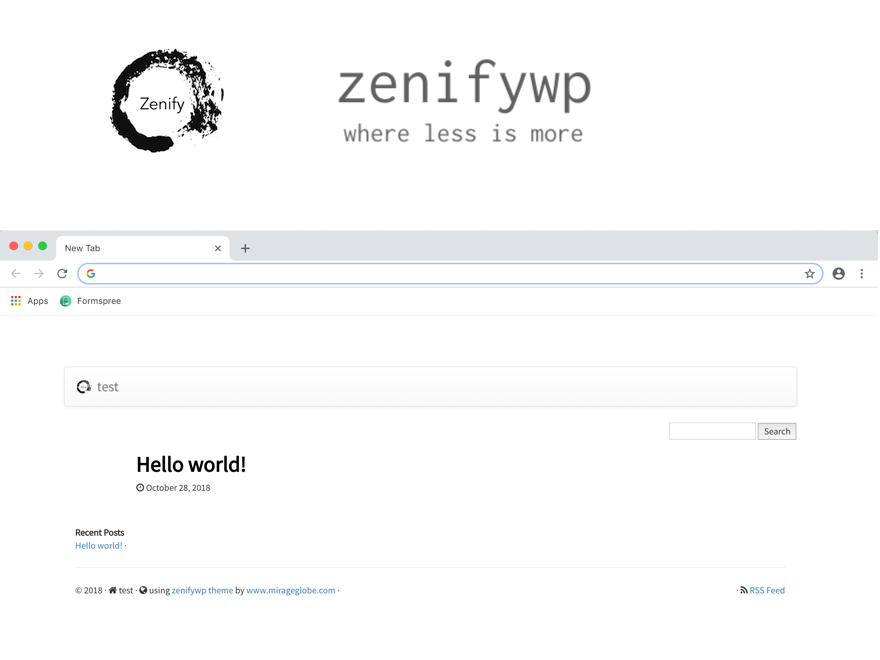 Zenify
zenifywp
where less is more
New Tab
Apps Formspree
test
Search
Hello world!
October 28, 2018
Recent Posts
Hello world! ·
© 2018 · test · using zenifywp theme by www.mirageglobe.com ·
· RSS Feed